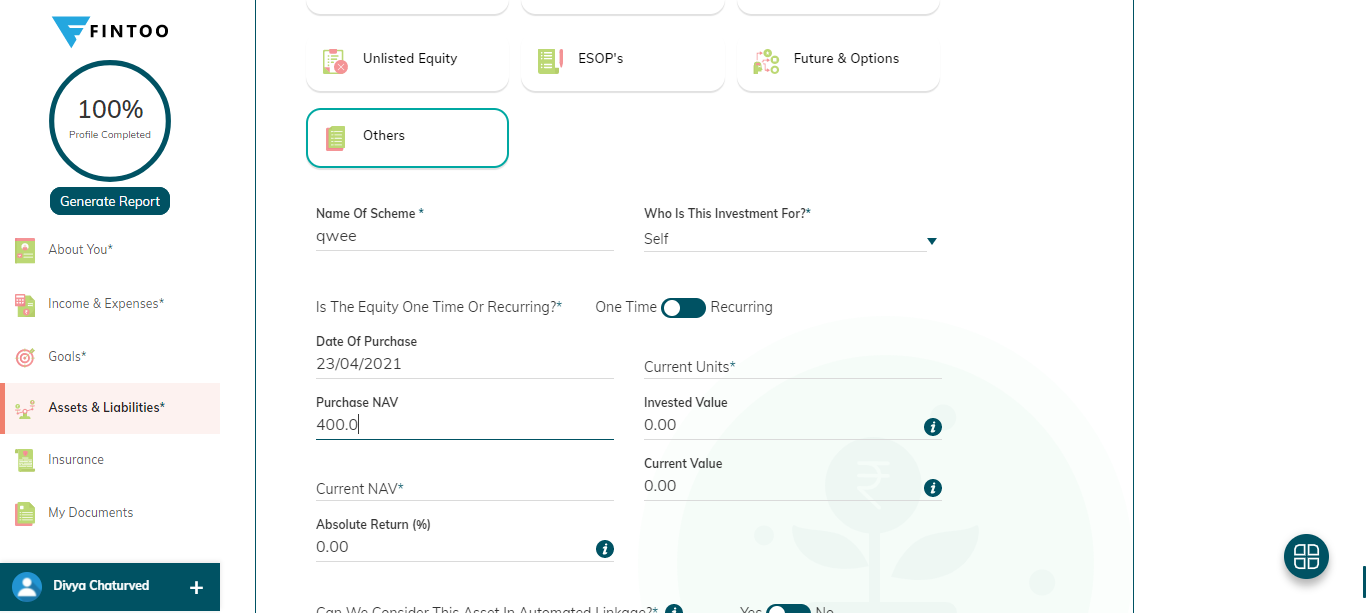 FINTOO
100%
Profile Completed
Generate Report
About You*
Income & Expenses*
Goals*
Assets & Liabilities*
Insurance
My Documents
Divya Chaturved +
Unlisted Equity
ESOP's
Future & Options
Others
Name Of Scheme *
qwee
Who Is This Investment For?*
Self
Is The Equity One Time Or Recurring?* One Time Recurring
Date Of Purchase
23/04/2021
Current Units*
Purchase NAV
400.0
Invested Value
0.00
Current NAV*
Current Value
0.00
Absolute Return (%)
0.00
Can We Consider This Asset In Automated Linkage?* Yes No